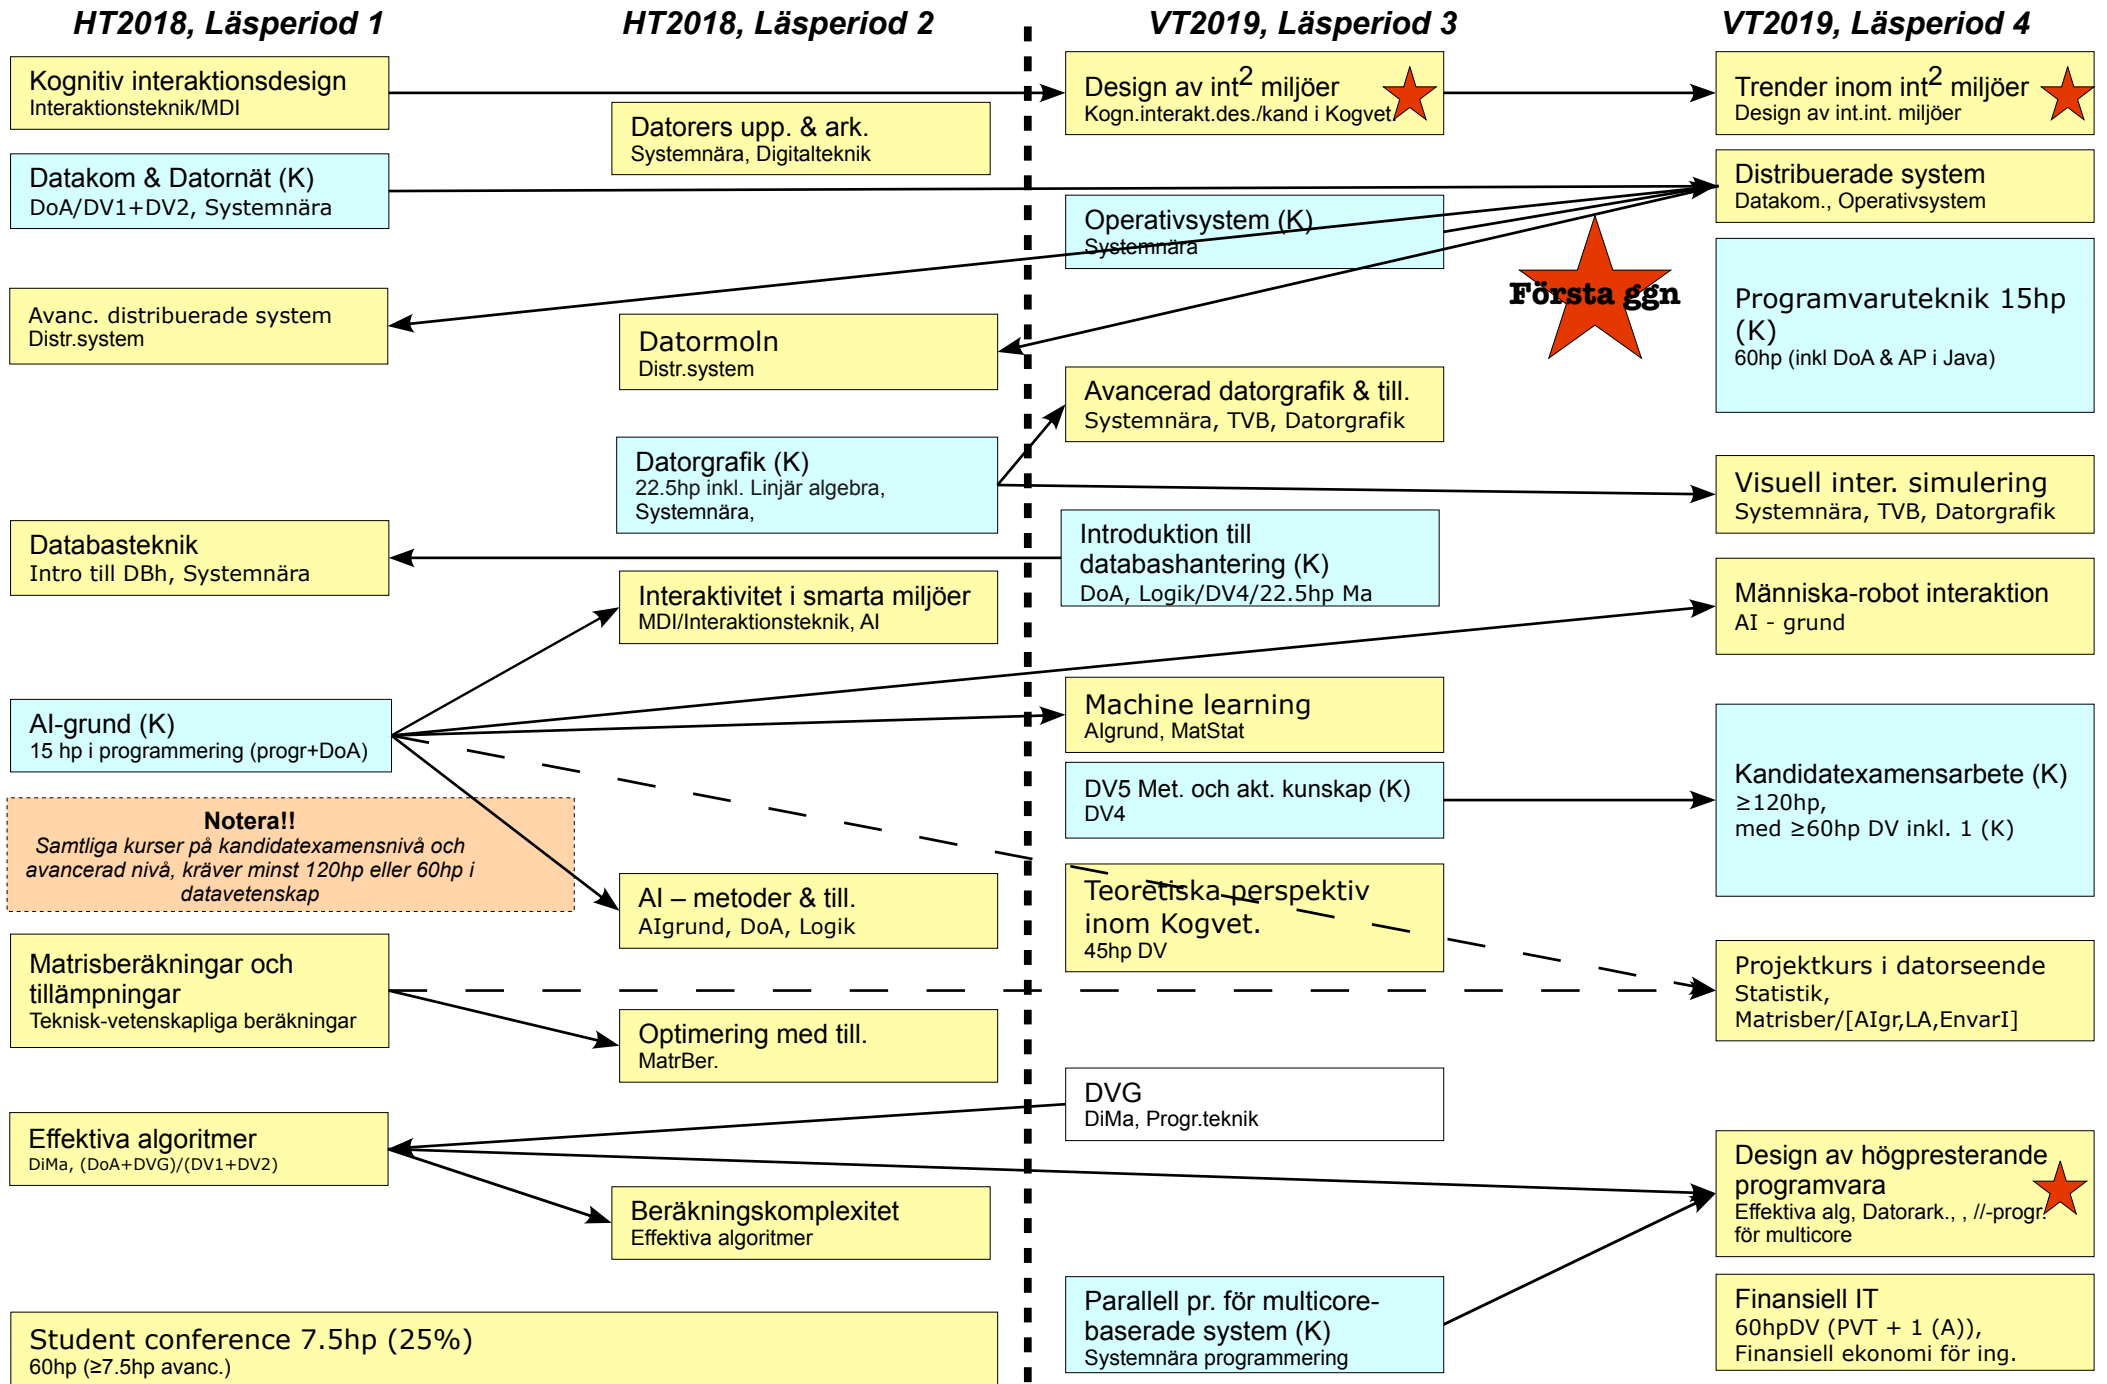 HT2018, Läsperiod 1
HT2018, Läsperiod 2
VT2019, Läsperiod 3
VT2019, Läsperiod 4
Kognitiv interaktionsdesign
Interaktionsteknik/MDI
Datorers upp. & ark.
Systemnära, Digitalteknik
Design av int² miljöer
Kogn.interakt.des./kand i Kogvet.
Trender inom int² miljöer
Design av int.int. miljöer
Datakom & Datornät (K)
DoA/DV1+DV2, Systemnära
Operativsystem (K)
Systemnära
Distribuerade system
Datakom., Operativsystem
Första ggn
Programvaruteknik 15hp
(K)
60hp (inkl DoA & AP i Java)
Avanc. distribuerade system
Distr.system
Datormoln
Distr.system
Avancerad datorgrafik & till.
Systemnära, TVB, Datorgrafik
Datorgrafik (K)
22.5hp inkl. Linjär algebra,
Systemnära,
Visuell inter. simulering
Systemnära, TVB, Datorgrafik
Databasteknik
Intro till DBh, Systemnära
Introduktion till
databashantering (K)
DoA, Logik/DV4/22.5hp Ma
Interaktivitet i smarta miljöer
MDI/Interaktionsteknik, AI
Människa-robot interaktion
AI - grund
AI-grund (K)
15 hp i programmering (progr+DoA)
Machine learning
AIgrund, MatStat
DV5 Met. och akt. kunskap (K)
DV4
Kandidatexamensarbete (K)
≥120hp,
med ≥60hp DV inkl. 1 (K)
Notera!!
Samtliga kurser på kandidatexamensnivå och
avancerad nivå, kräver minst 120hp eller 60hp i
datavetenskap
AI – metoder & till.
AIgrund, DoA, Logik
Teoretiska perspektiv
inom Kogvet.
45hp DV
Matrisberäkningar och
tillämpningar
Teknisk-vetenskapliga beräkningar
Optimering med till.
MatrBer.
Projektkurs i datorseende
Statistik,
Matrisber/[AIgr,LA,EnvarI]
DVG
DiMa, Progr.teknik
Effektiva algoritmer
DiMa, (DoA+DVG)/(DV1+DV2)
Beräkningskomplexitet
Effektiva algoritmer
Design av högpresterande
programvara
Effektiva alg, Datorark., , //-progr.
för multicore
Parallell pr. för multicore-
baserade system (K)
Systemnära programmering
Finansiell IT
60hpDV (PVT + 1 (A)),
Finansiell ekonomi för ing.
Student conference 7.5hp (25%)
60hp (≥7.5hp avanc.)